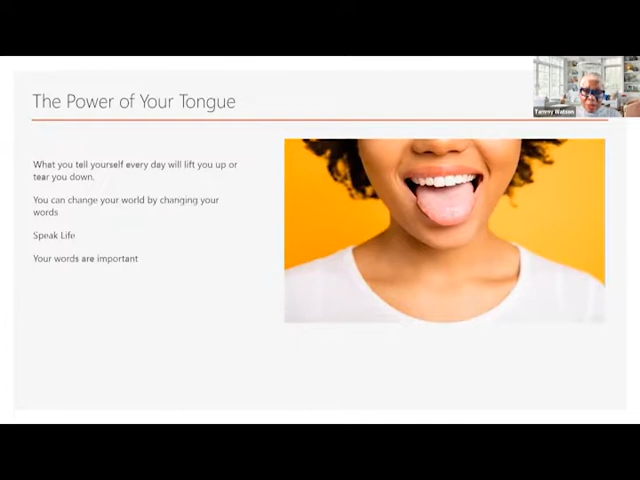 The Power of Your Tongue
Tammy Watson
What you tell yourself every day will lift you up or
tear you down.
You can change your world by changing your
words
Speak Life
Your words are important